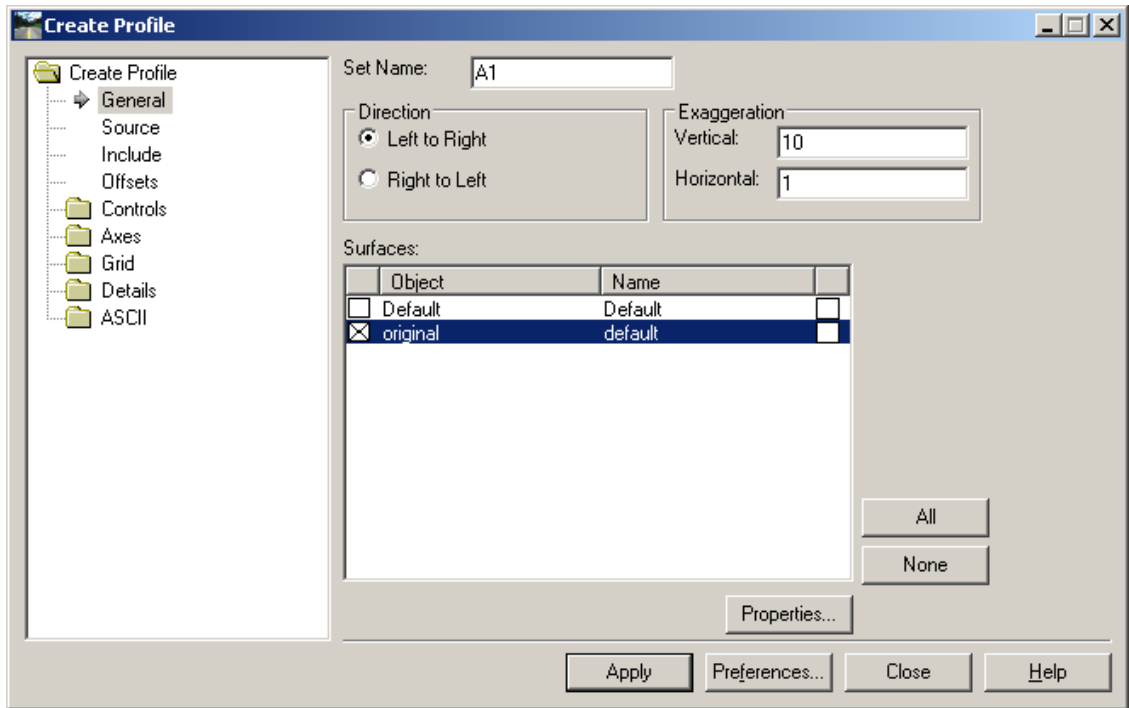 Create Profile
Create Profile
General
Source
Include
Offsets
Controls
Axes
Grid
Details
ASCII
Set Name: A1
Direction
Left to Right
Right to Left
Exaggeration
Vertical: 10
Horizontal: 1
Surfaces:
Object Name
Default Default
original default
All
None
Properties...
Apply Preferences... Close Help